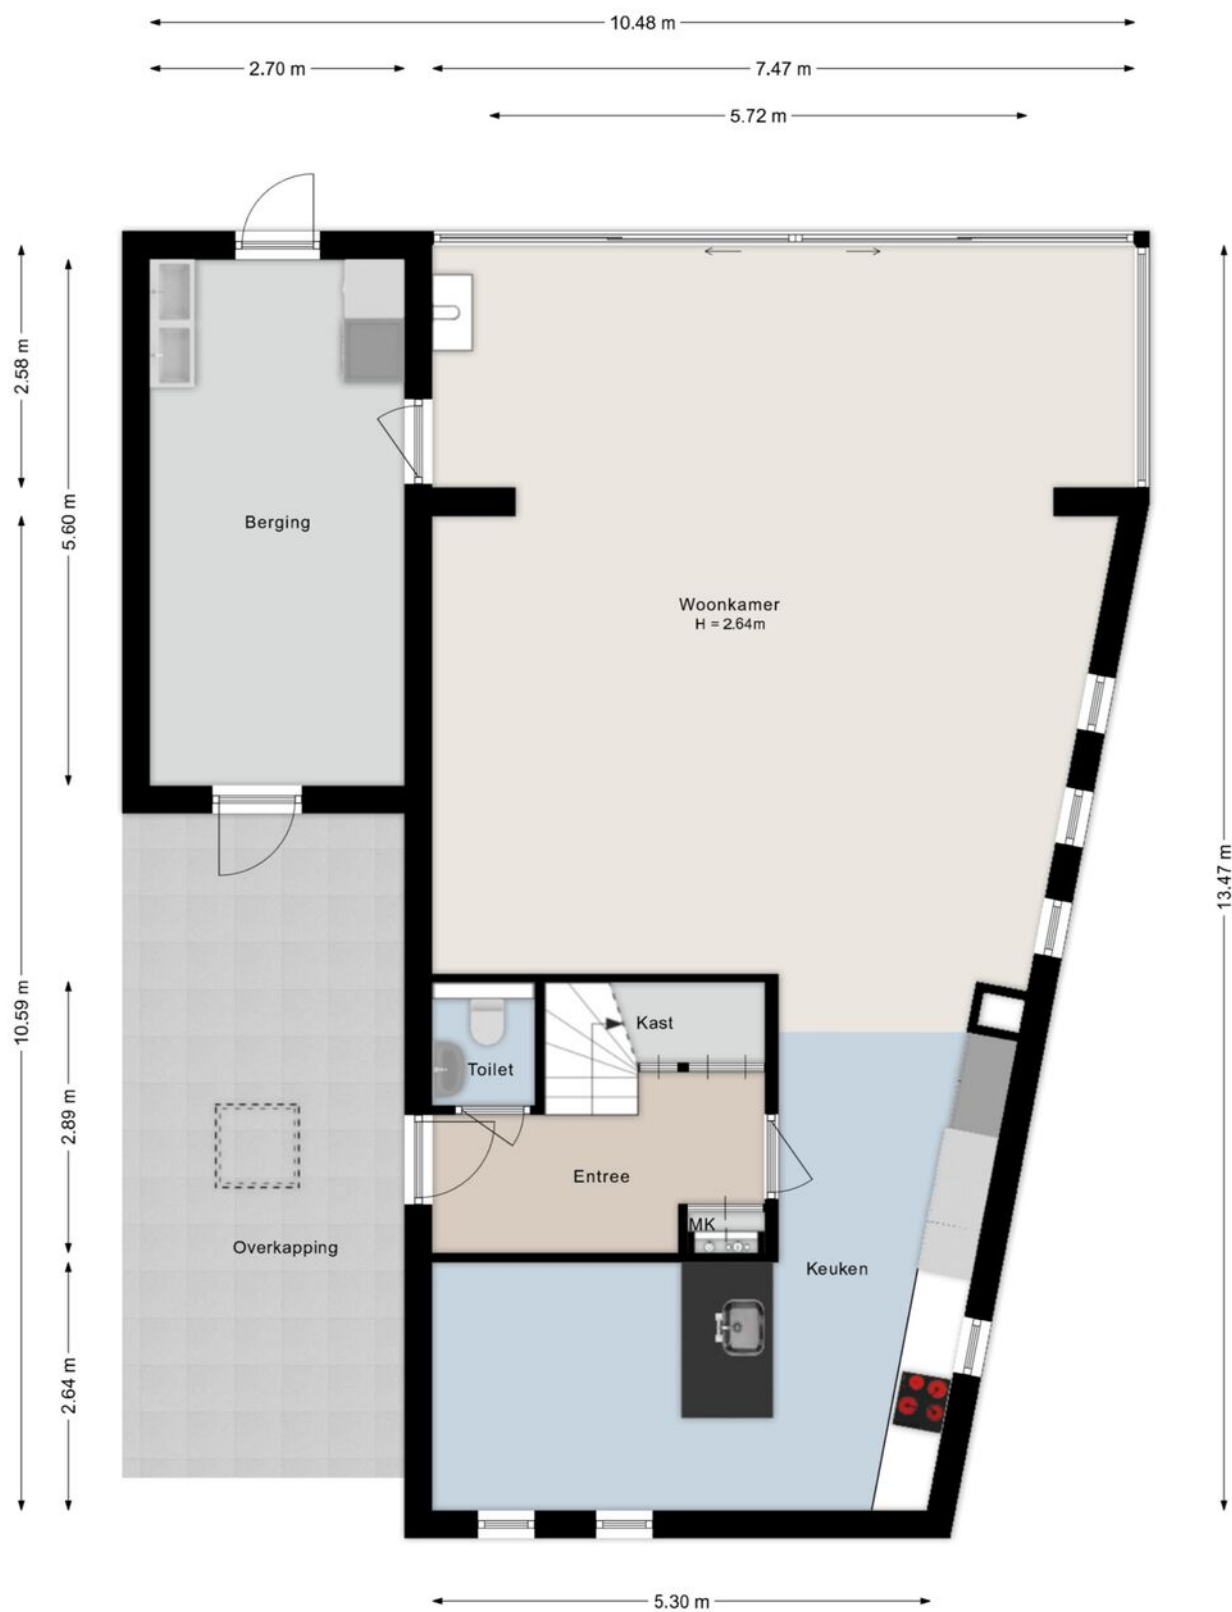 10.48 m
2.70 m
7.47 m
5.72 m
2.58 m
5.60 m
Berging
Woonkamer
H = 2.64m
13.47 m
10.59 m
Kast
Toilet
2.89 m
Entree
MK
Overkapping
Keuken
2.64 m
5.30 m